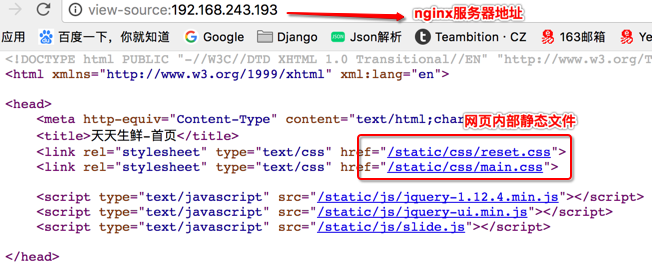 view-source:192.168.243.193 nginx服务器地址
应用 百度一下，你就知道 Google Django JSON Json解析 Teambition · CZ 易 163邮箱 易
<!DOCTYPE html PUBLIC "-//W3C//DTD XHTML 1.0 Transitional//EN" "http://www.w3.org/T
<html xmlns="http://www.w3.org/1999/xhtml" xml:lang="en">
<head>
<meta http-equiv="Content-Type" content="text/html;char 网页内部静态文件
<title>天天生鲜-首页</title>
<link rel="stylesheet" type="text/css" href="/static/css/reset.css">
<link rel="stylesheet" type="text/css" href="/static/css/main.css">
<script type="text/javascript" src="/static/js/jquery-1.12.4.min.js"></script>
<script type="text/javascript" src="/static/js/jquery-ui.min.js"></script>
<script type="text/javascript" src="/static/js/slide.js"></script>
</head>